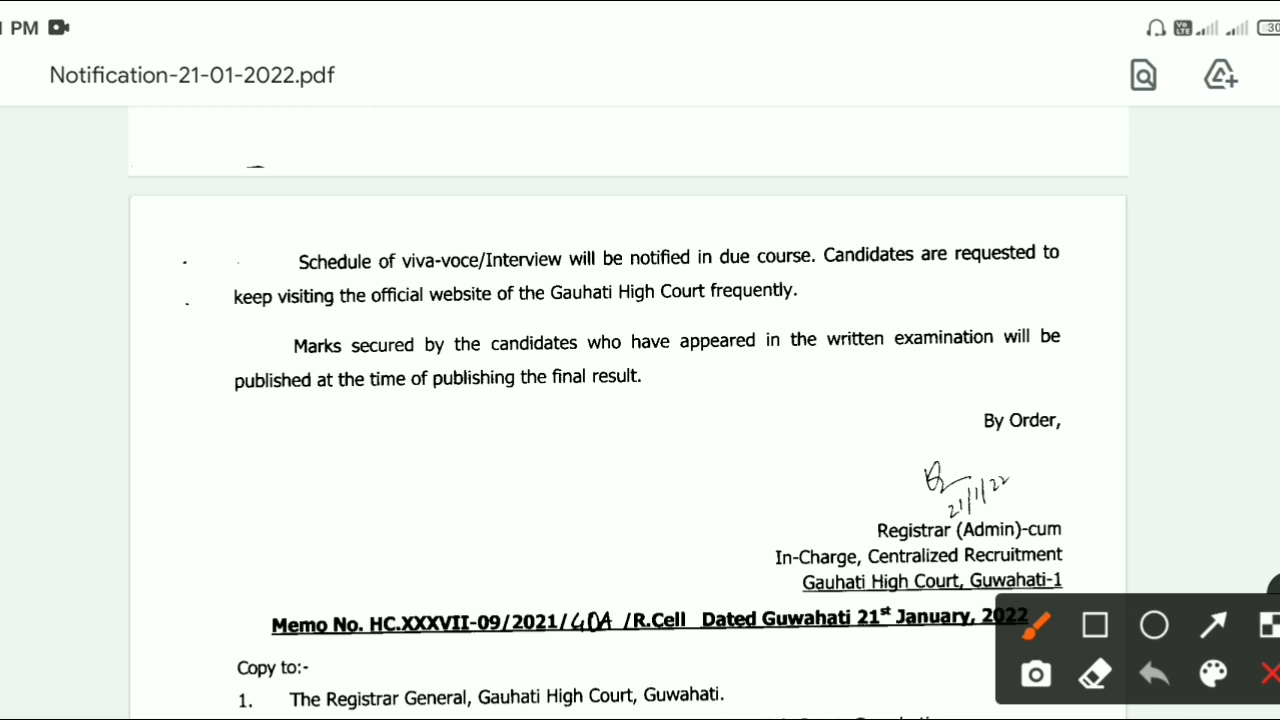 PM
30
Notification-21-01-2022.pdf
Schedule of viva-voce/Interview will be notified in due course. Candidates are requested to
keep visiting the official website of the Gauhati High Court frequently.
Marks secured by the candidates who have appeared in the written examination will be
published at the time of publishing the final result.
By Order,
21/1/22
Registrar (Admin)-cum
In-Charge, Centralized Recruitment
Gauhati High Court, Guwahati-1
Memo No. HC.XXXVII-09/2021/40A /R.Cell Dated Guwahati 21st January, 2022
Copy to:-
1. The Registrar General, Gauhati High Court, Guwahati.